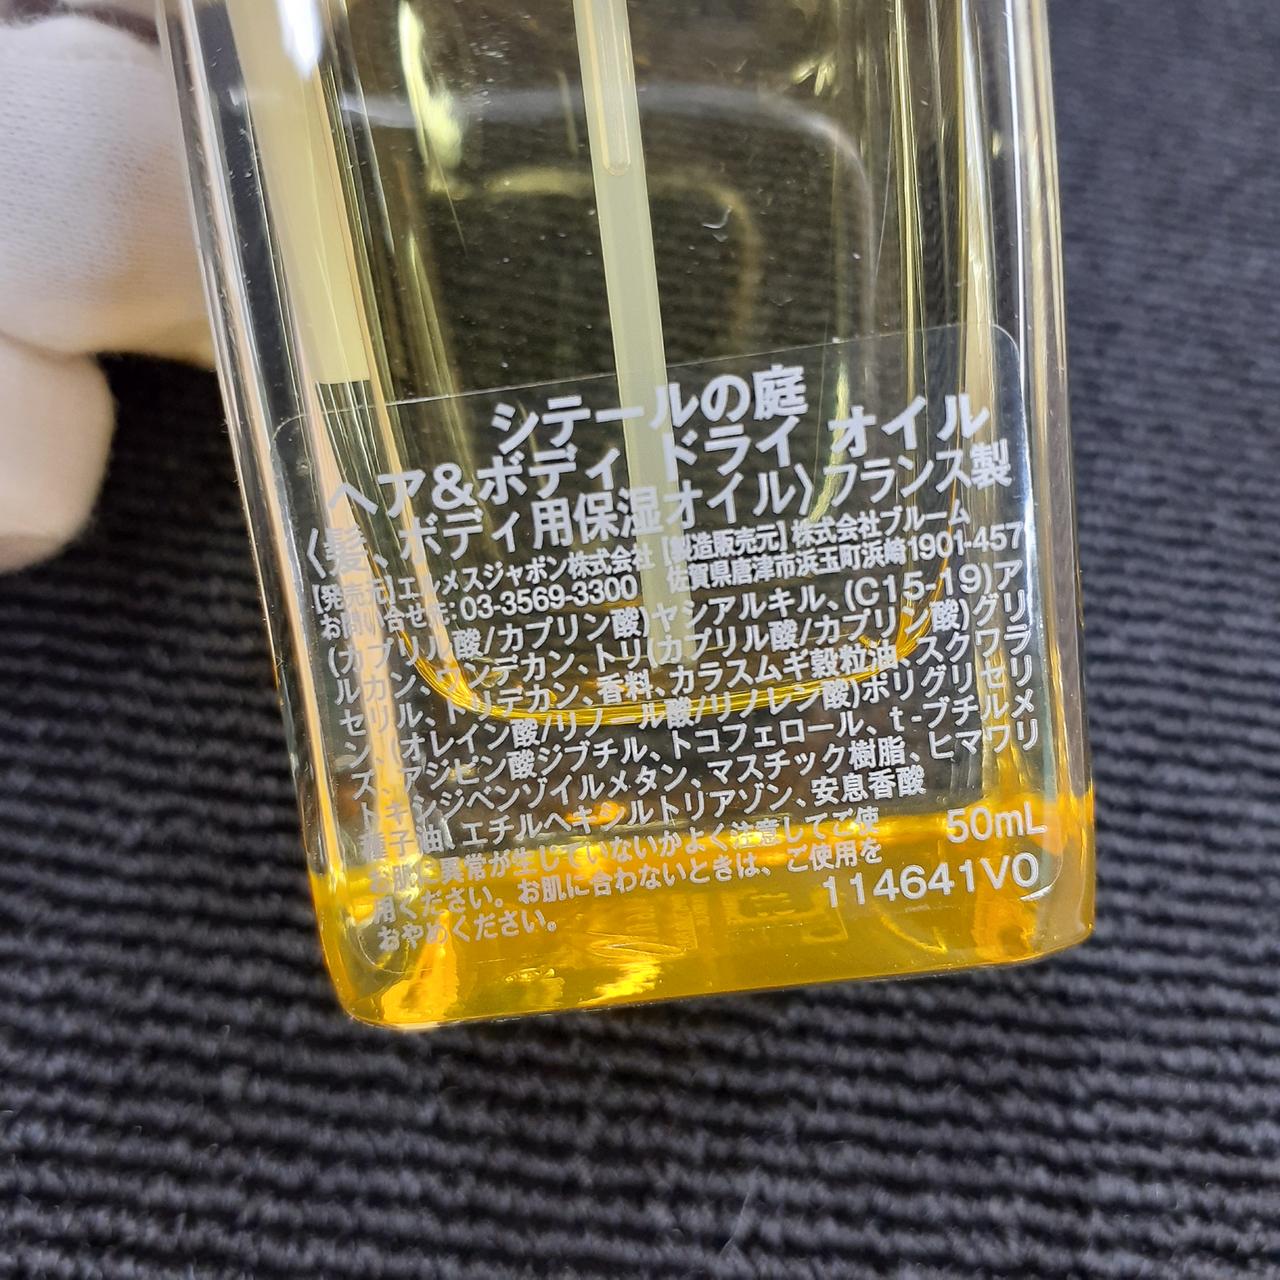 シテールの庭
ヘア&ボディ ドライ オイル
〈髪、ボディ用保湿オイル〉フランス製
[発売元]エルメスジャポン株式会社 [製造販売元] 株式会社ブルーム
お問い合せ先:03-3569-3300 佐賀県唐津市浜玉町浜崎1901-457
(カプリル酸/カプリン酸)ヤシアルキル、(C15-19)ア
ルカン、ウンデカン、トリ(カプリル酸/カプリン酸)グリ
セリル、トリデカン、香料、カラスムギ穀粒油、スクワラ
ン、(オレイン酸/リノール酸/リノレン酸)ポリグリセリ
ズ、アジピン酸ジブチル、トコフェロール、t-ブチルメ
トキシジベンゾイルメタン、マスチック樹脂、ヒマワリ
種子油、エチルヘキシルトリアゾン、安息香酸
お肌に異常が生じていないかよく注意してご使
用ください。お肌に合わないときは、ご使用を
おやめください。
50mL
114641V0